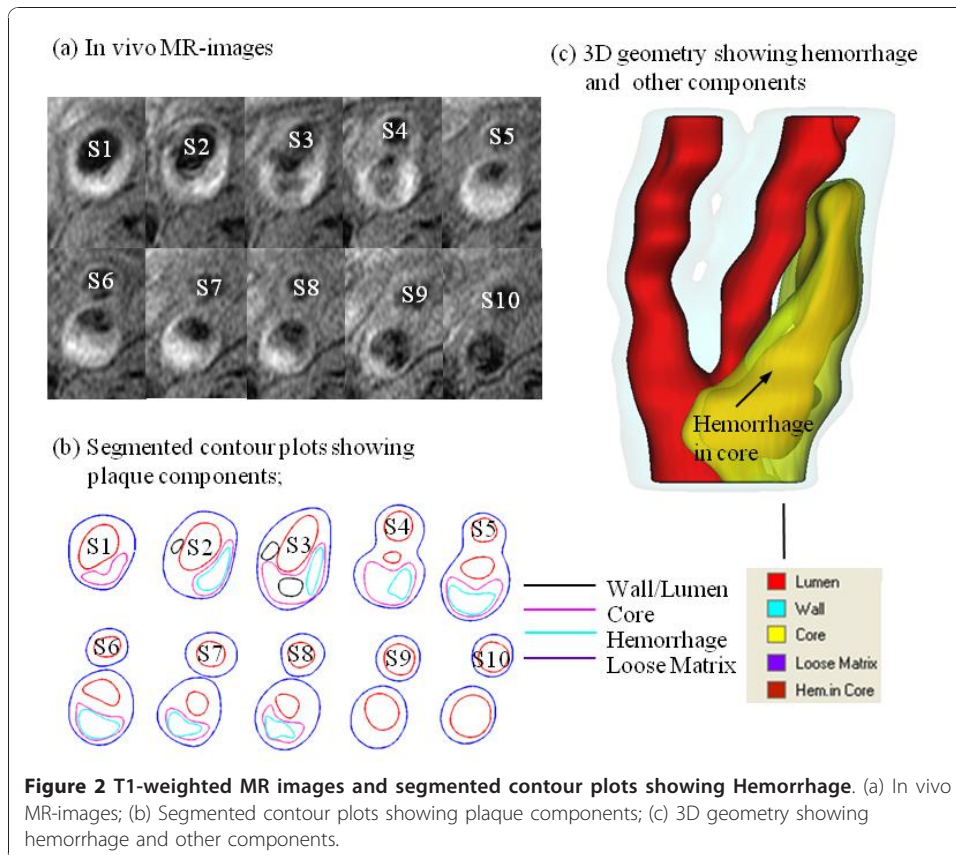 (a) In vivo MR-images
S1 S2 S3 S4 S5
S6 S7 S8 S9 S10
(b) Segmented contour plots showing
plaque components;
S1 S2 S3 S4 S5
S6 S7 S8 S9 S10
Wall/Lumen
Core
Hemorrhage
Loose Matrix
(c) 3D geometry showing hemorrhage
and other components
Hemorrhage
in core
Lumen
Wall
Core
Loose Matrix
Hem.in Core
Figure 2 T1-weighted MR images and segmented contour plots showing Hemorrhage. (a) In vivo
MR-images; (b) Segmented contour plots showing plaque components; (c) 3D geometry showing
hemorrhage and other components.